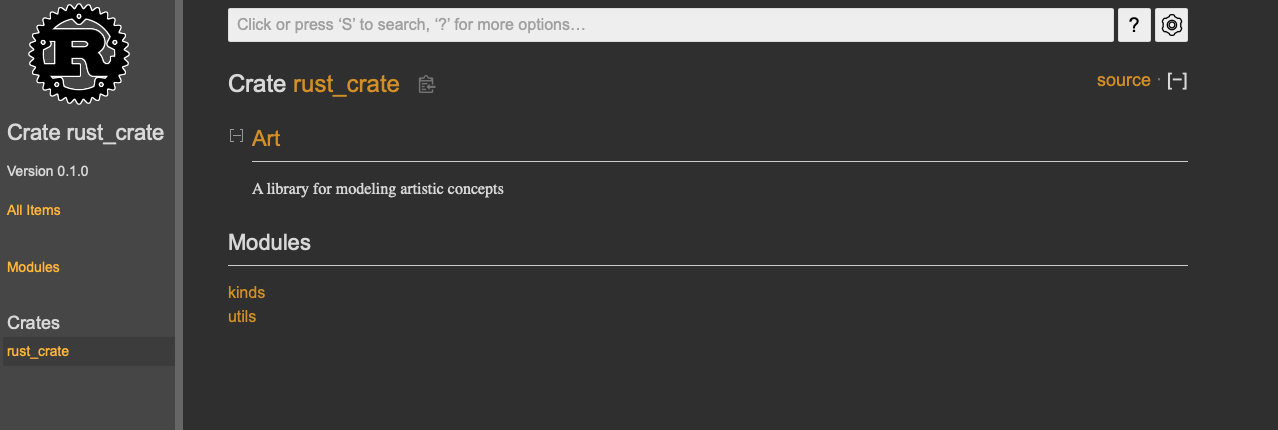 R
Crate rust_crate
Version 0.1.0
All Items
Modules
Crates
rust_crate
Click or press ‘S’ to search, ‘?’ for more options…
?
Crate rust_crate
source · [−]
[−] Art
A library for modeling artistic concepts
Modules
kinds
utils